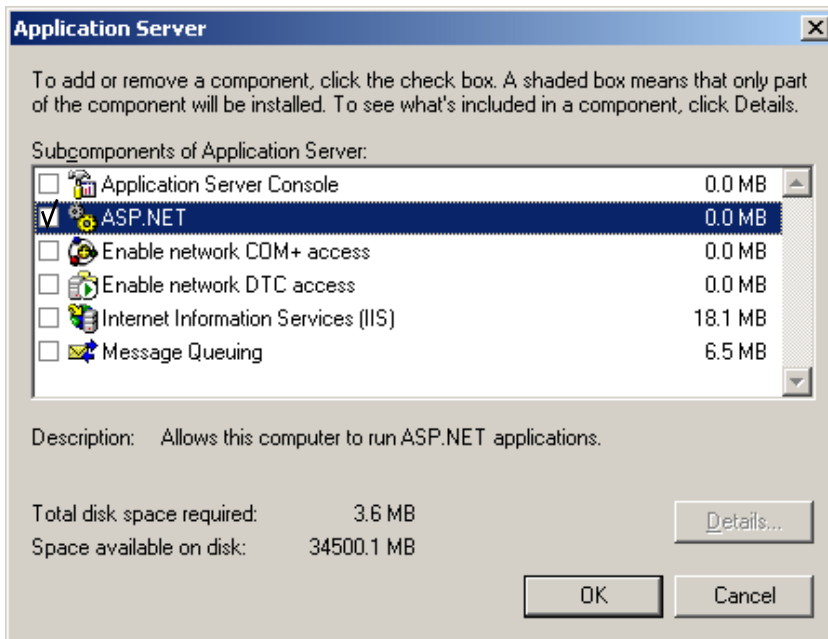 Application Server
To add or remove a component, click the check box. A shaded box means that only part
of the component will be installed. To see what's included in a component, click Details.
Subcomponents of Application Server:
Application Server Console 0.0 MB
ASP.NET 0.0 MB
Enable network COM+ access 0.0 MB
Enable network DTC access 0.0 MB
Internet Information Services (IIS) 18.1 MB
Message Queuing 6.5 MB
Description: Allows this computer to run ASP.NET applications.
Total disk space required: 3.6 MB
Details...
Space available on disk: 34500.1 MB
OK Cancel